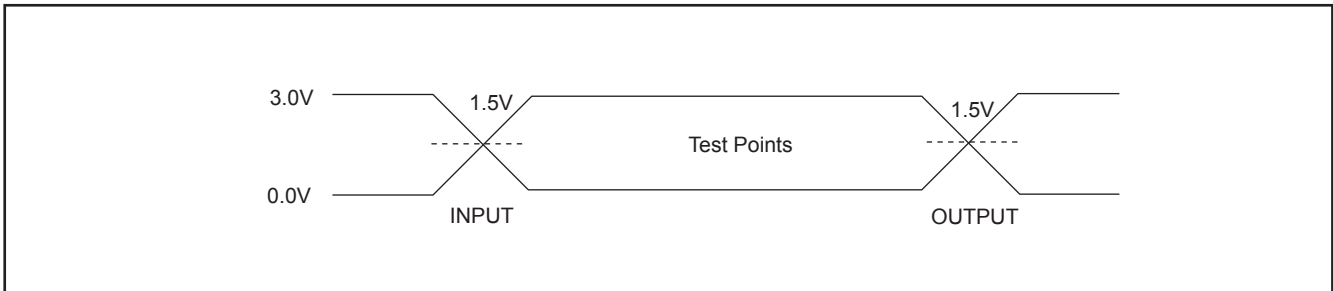 3.0V
1.5V
1.5V
Test Points
0.0V
INPUT
OUTPUT